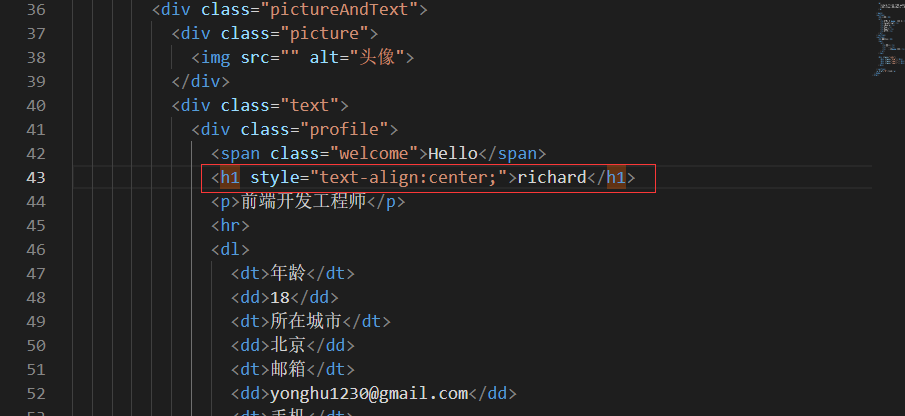 36 <div class="pictureAndText">
37 <div class="picture">
38 <img src="" alt="头像">
39 </div>
40 <div class="text">
41 <div class="profile">
42 <span class="welcome">Hello</span>
43 <h1 style="text-align:center;">richard</h1>
44 <p>前端开发工程师</p>
45 <hr>
46 <dl>
47 <dt>年龄</dt>
48 <dd>18</dd>
49 <dt>所在城市</dt>
50 <dd>北京</dd>
51 <dt>邮箱</dt>
52 <dd>yonghu1230@gmail.com</dd>
53 <dt>手机</dt>